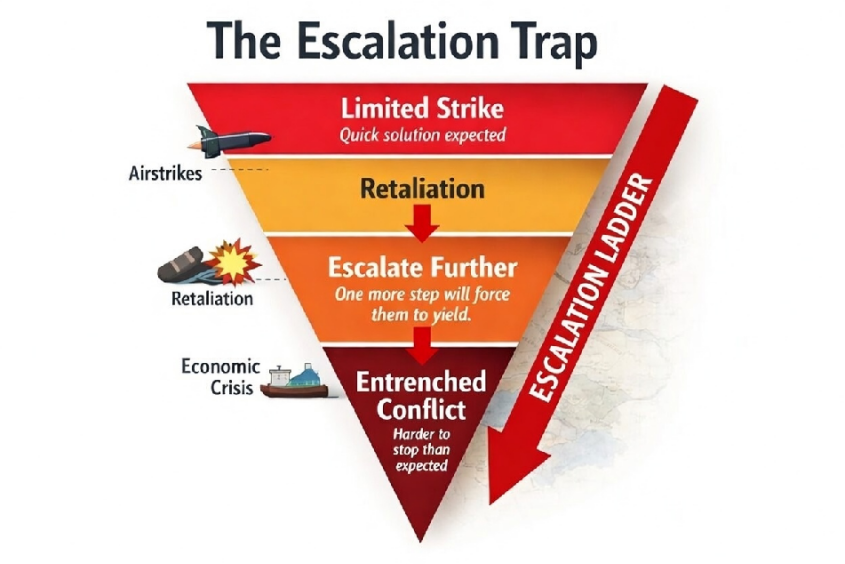 The Escalation Trap
Limited Strike
Quick solution expected
Airstrikes
Retaliation
Escalate Further
One more step will force
them to yield.
Retaliation
Economic
Crisis
Entrenched
Conflict
Harder to
stop than
expected
ESCALATION LADDER